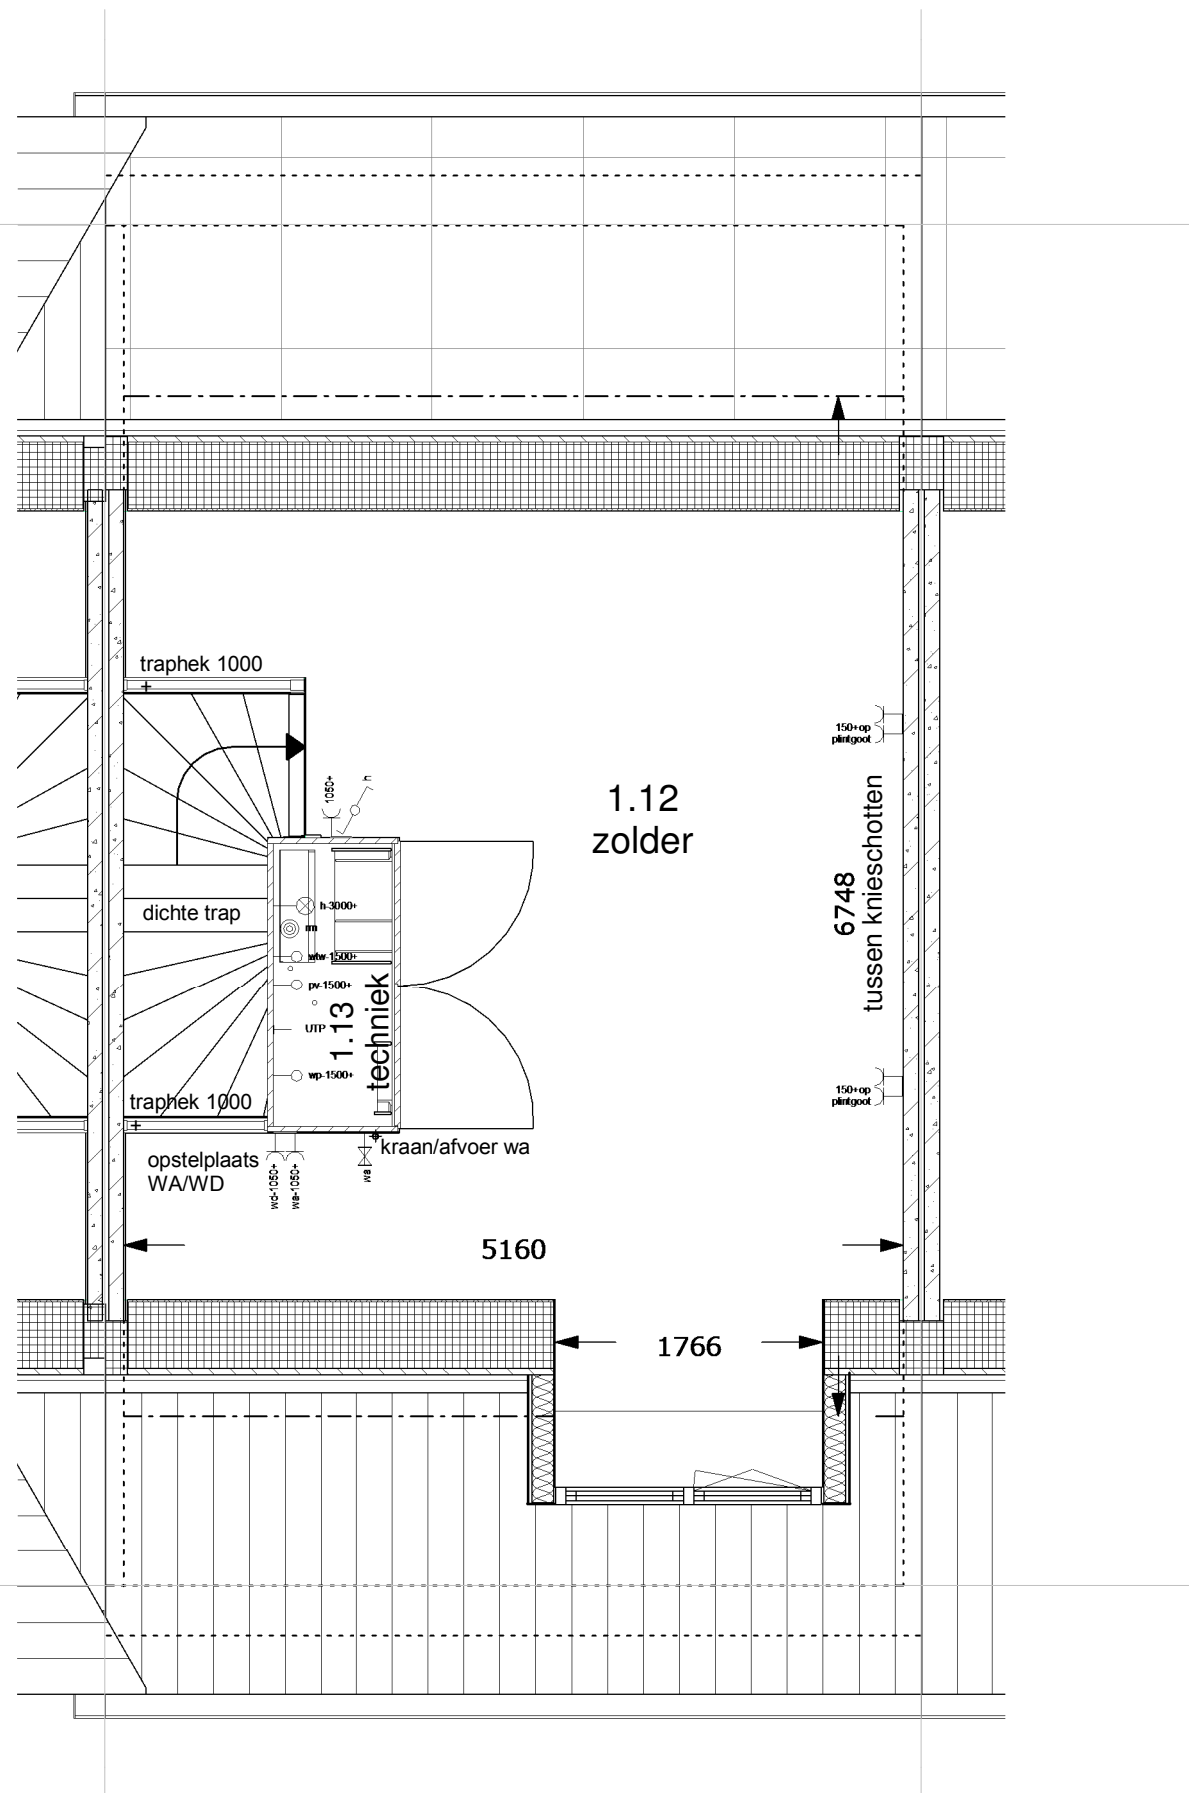 traphek 1000
1050+
h
150+op
plintgoot
1.12
zolder
6748
tussen knieschotten
dichte trap
h-3000+
rm
wtw-1500+
pv-1500+
UTP
wp-1500+
1.13
techniek
150+op
plintgoot
traphek 1000
kraan/afvoer wa
opstelplaats
WA/WD
wd-1050+
wa-1050+
wa
5160
1766